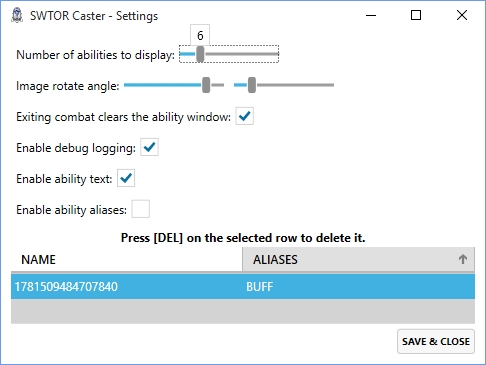 SWTOR Caster - Settings
6
Number of abilities to display:
Image rotate angle:
Exiting combat clears the ability window:
Enable debug logging:
Enable ability text:
Enable ability aliases:
Press [DEL] on the selected row to delete it.
NAME ALIASES
1781509484707840 BUFF
SAVE & CLOSE